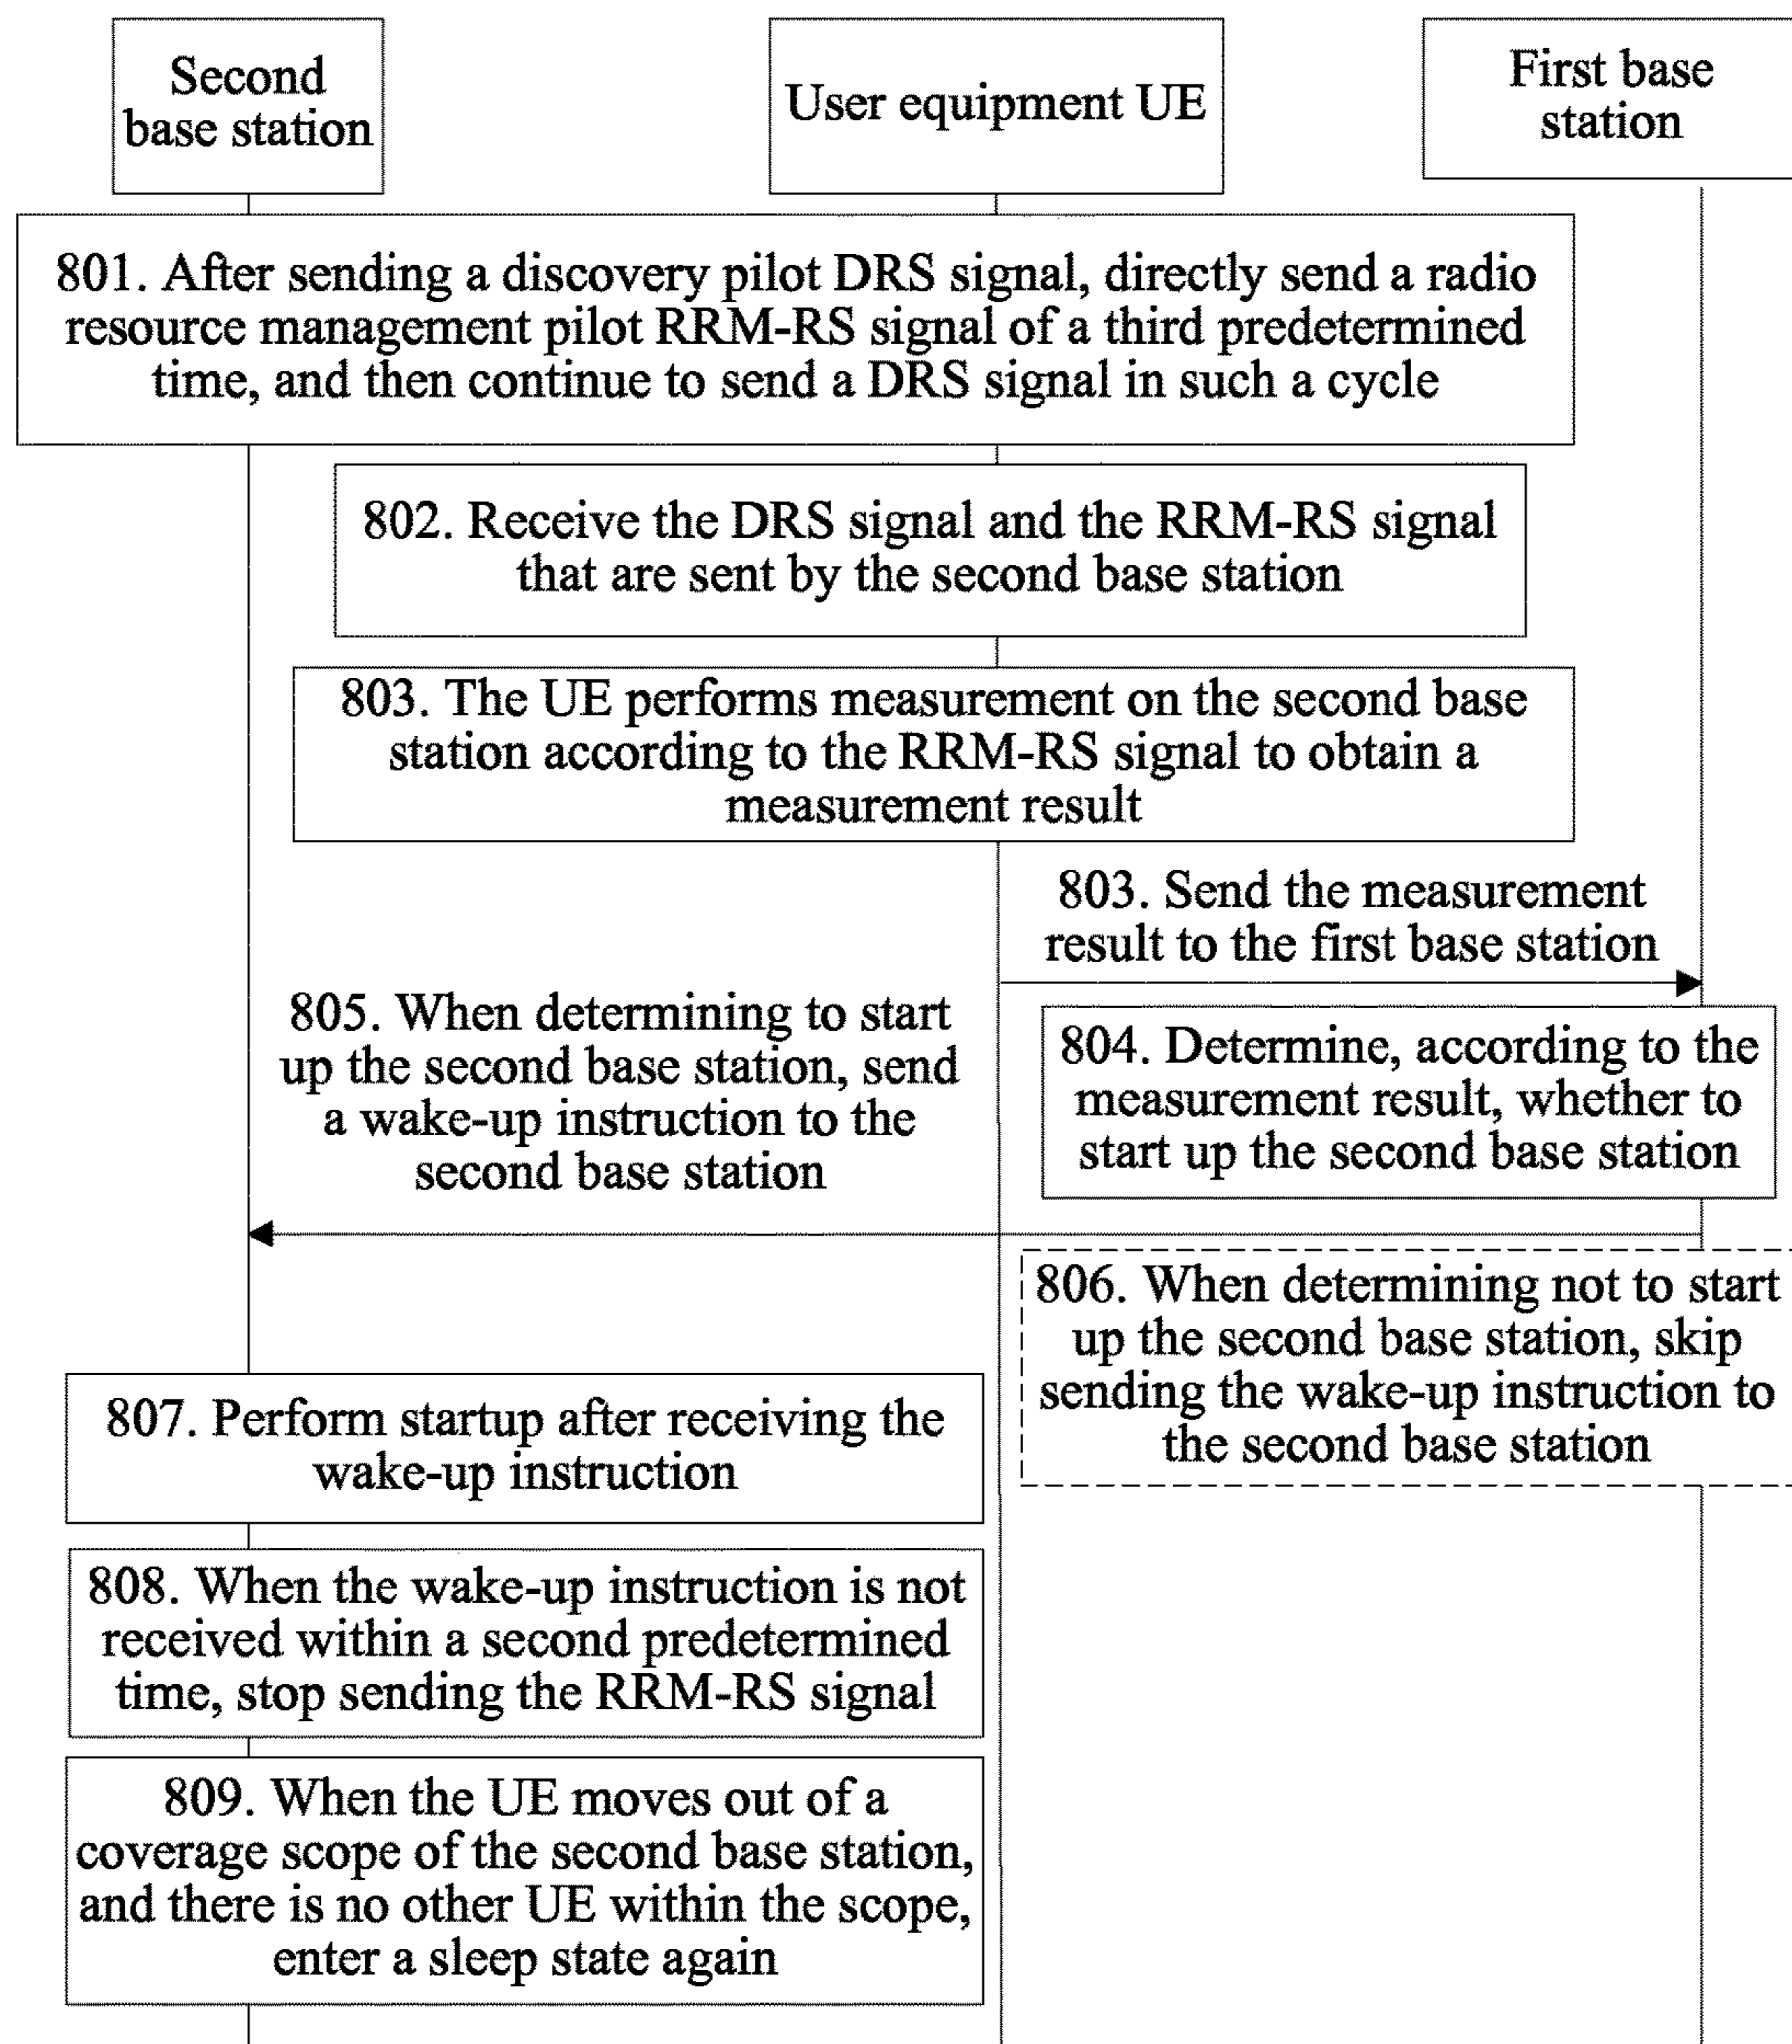 Second
base station
User equipment UE
First base
station
801. After sending a discovery pilot DRS signal, directly send a radio
resource management pilot RRM-RS signal of a third predetermined
time, and then continue to send a DRS signal in such a cycle
802. Receive the DRS signal and the RRM-RS signal
that are sent by the second base station
803. The UE performs measurement on the second base
station according to the RRM-RS signal to obtain a
measurement result
803. Send the measurement
result to the first base station
805. When determining to start
up the second base station, send
a wake-up instruction to the
second base station
804. Determine, according to the
measurement result, whether to
start up the second base station
806. When determining not to start
up the second base station, skip
sending the wake-up instruction to
the second base station
807. Perform startup after receiving the
wake-up instruction
808. When the wake-up instruction is not
received within a second predetermined
time, stop sending the RRM-RS signal
809. When the UE moves out of a
coverage scope of the second base station,
and there is no other UE within the scope,
enter a sleep state again